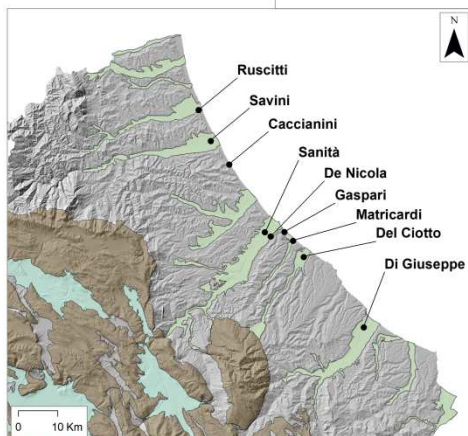 N
Ruscitti
Savini
Caccianini
Sanità
De Nicola
Gaspari
Matricardi
Del Ciotto
Di Giuseppe
0 10 Km